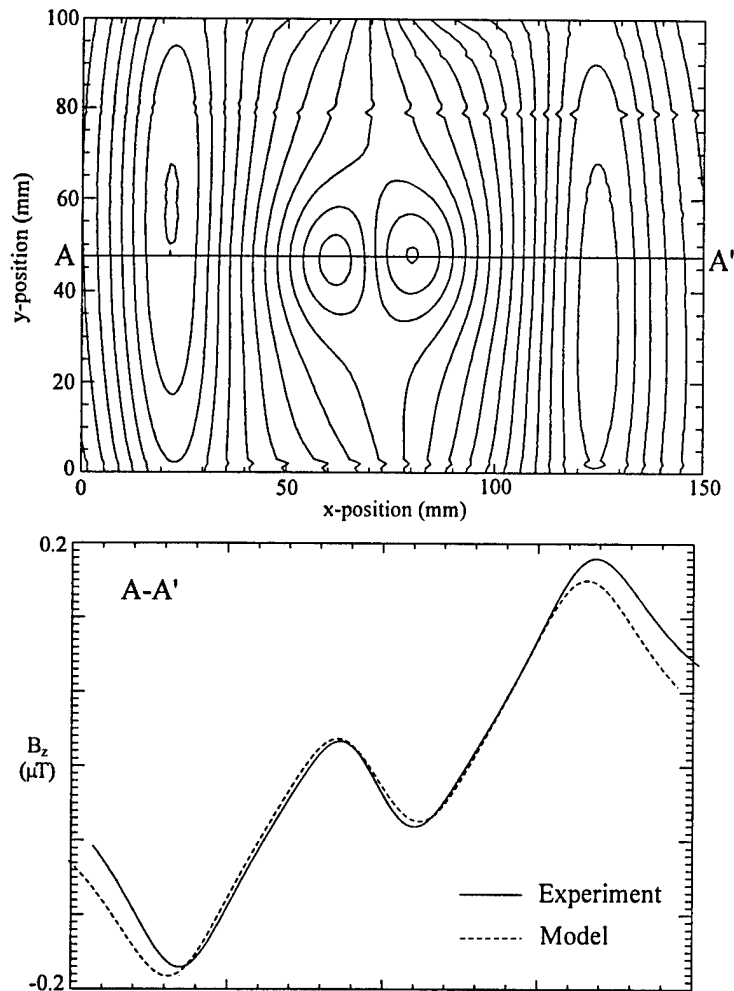 100
80
60
40
20
0
y-position (mm)
A
A'
0
50
100
150
x-position (mm)
0.2
A-A'
B_z
(μT)
-0.2
Experiment
Model